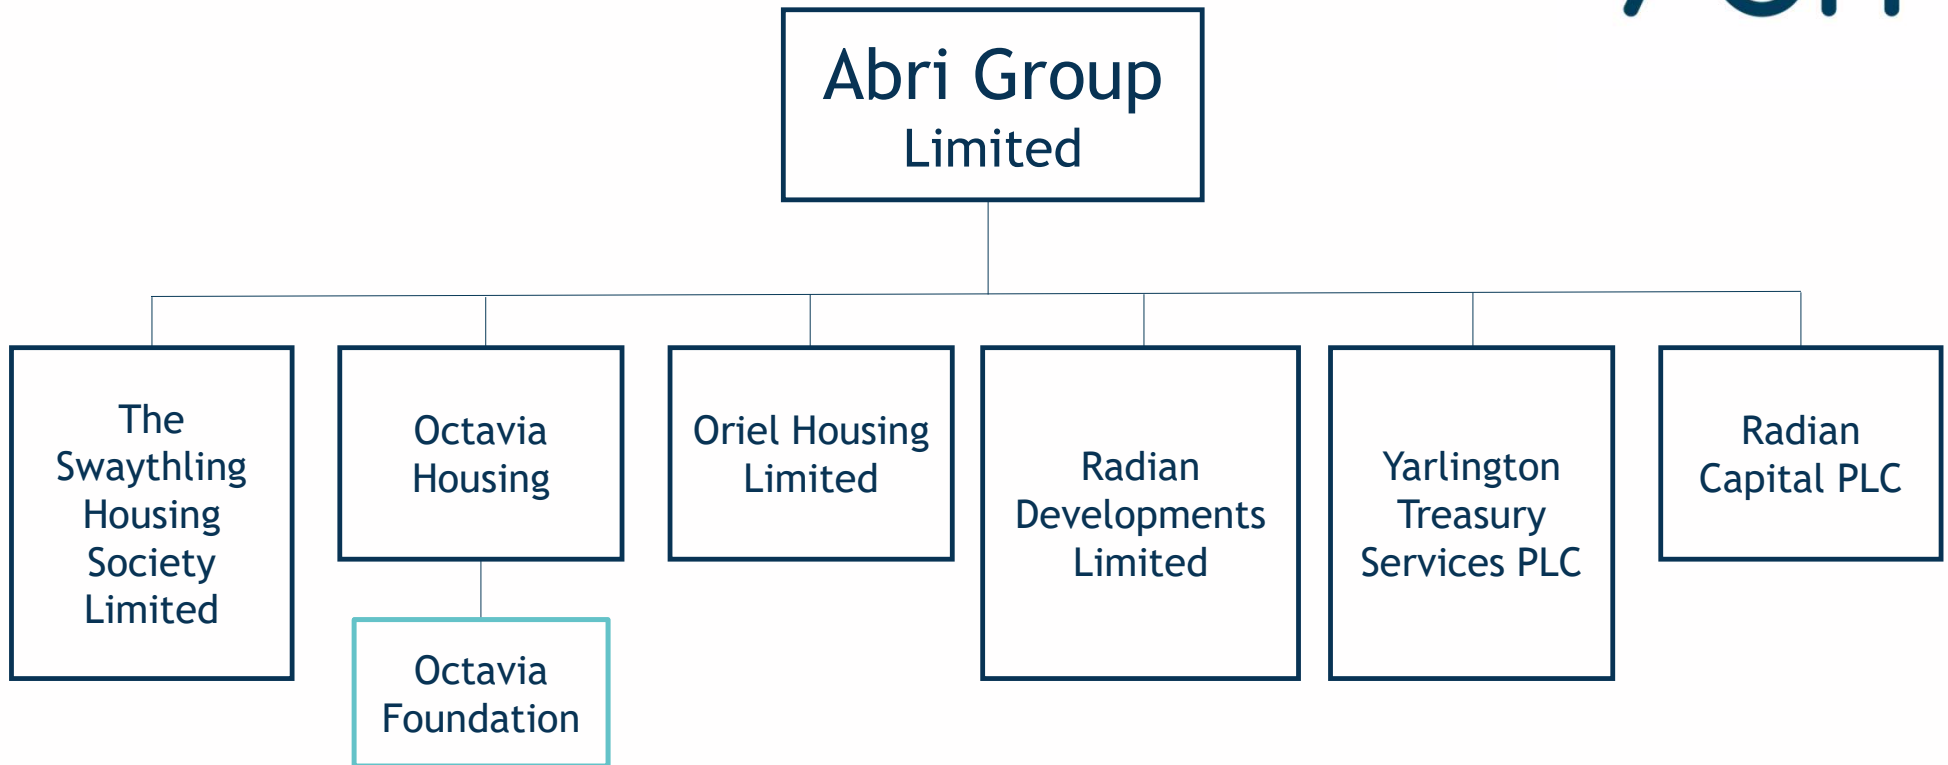 Abri Group
Limited
The
Swaythling
Housing
Society
Limited
Octavia
Housing
Oriel Housing
Limited
Radian
Developments
Limited
Yarlington
Treasury
Services PLC
Radian
Capital PLC
Octavia
Foundation